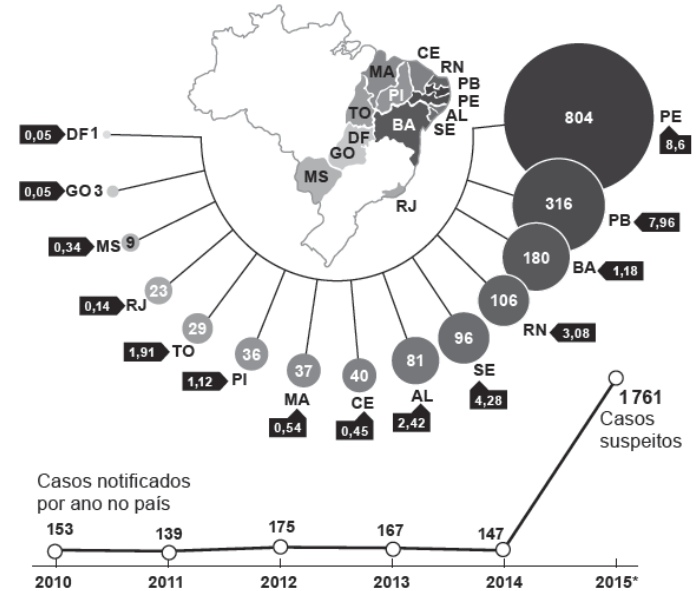 CE
RN
MA
PB
PI
PE
TO
AL
BA
SE
DF
GO
MS
RJ
804
PE
8,6
316
PB 7,96
180
BA 1,18
106
RN 3,08
96
SE
4,28
81
AL
2,42
40
CE
0,45
37
MA
0,54
36
1,12 PI
29
1,91 TO
23
0,14 RJ
0,34 MS 9
0,05 GO 3
0,05 DF 1
1 761
Casos
suspeitos
Casos notificados
por ano no país
153 139 175 167 147
2010 2011 2012 2013 2014 2015*